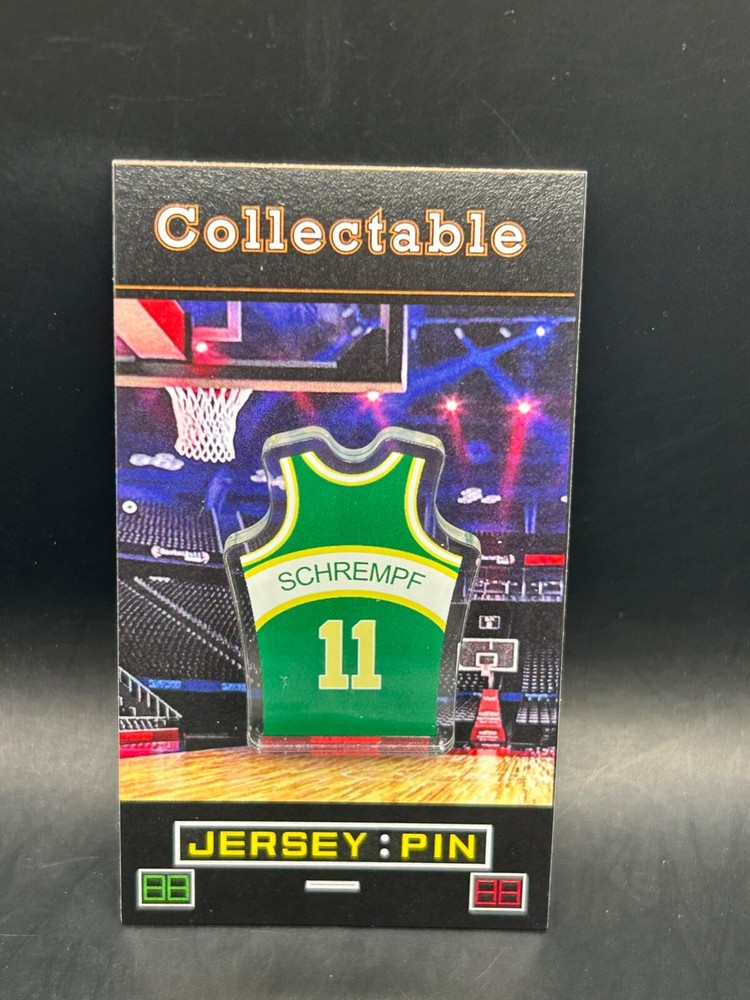 Collectable
SCHREMPF
11
JERSEY : PIN
88 88